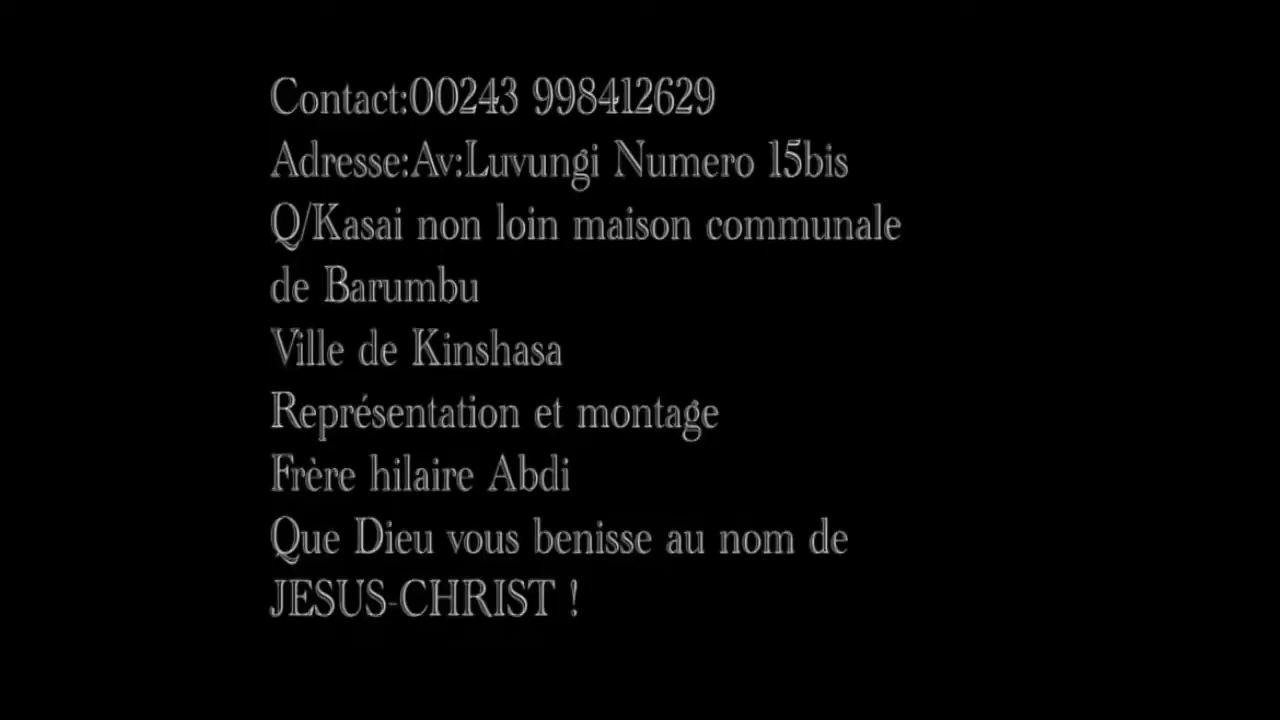 Contact:00243 998412629
Adresse:Av:Luvungi Numero 15bis
Q/Kasai non loin maison communale
de Barumbu
Ville de Kinshasa
Représentation et montage
Frère hilaire Abdi
Que Dieu vous benisse au nom de
JESUS-CHRIST !